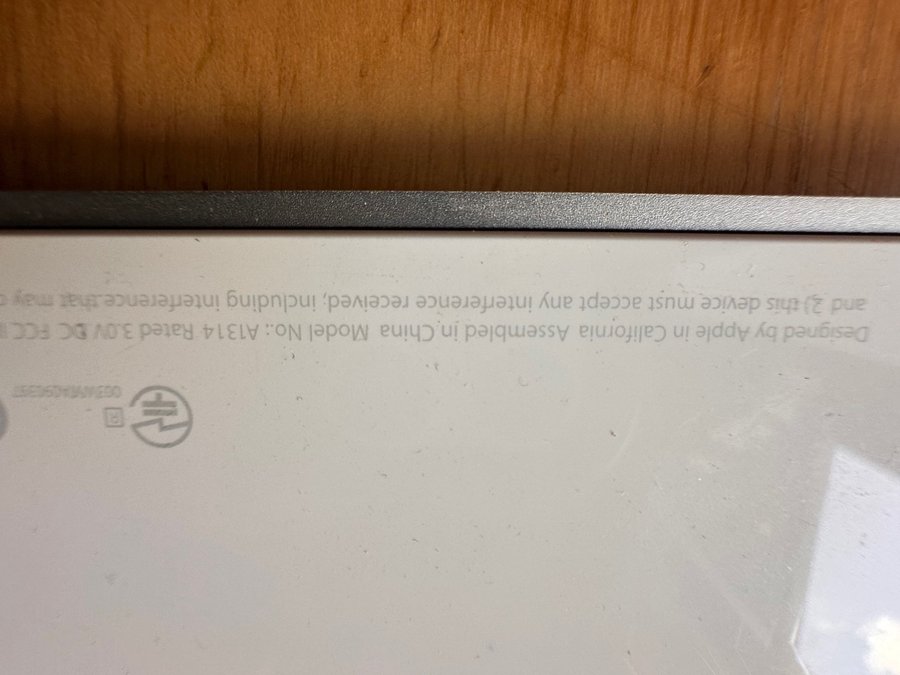 Designed by Apple in California Assembled in China Model No.: A1314 Rated 3.0V DC FCC
and 2) this device must accept any interference received, including interference that may
R